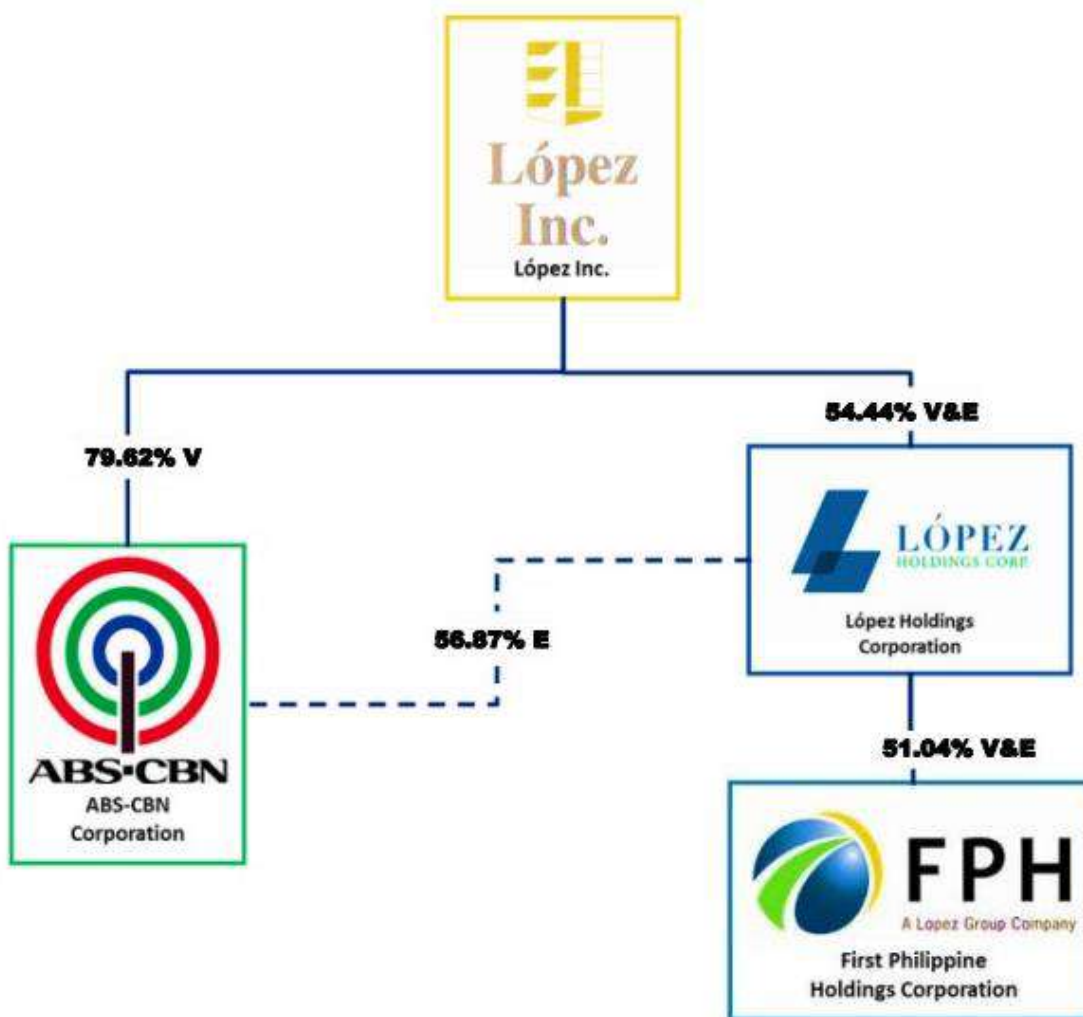 López
Inc.
López Inc.
79.62% V
54.44% V&E
LÓPEZ
HOLDINGS CORP.
López Holdings
Corporation
56.87% E
ABS-CBN
ABS-CBN
Corporation
51.04% V&E
FPH
A Lopez Group Company
First Philippine
Holdings Corporation